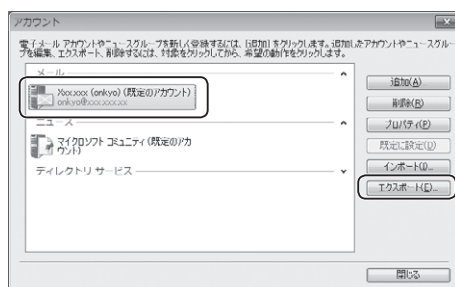 アカウント
電子メール アカウントやニュースグループを新しく登録するには、[追加] をクリックします。追加したアカウントやニュースグルー
プを編集、エクスポート、削除するには、対象をクリックしてから、希望の動作をクリックします。
メール
Xxx.xxx (onkyo) (既定のアカウント)
onkyo@xxx.xxx.xx
ニュース
マイクロソフト コミュニティ (既定のアカ
ウント)
ディレクトリ サービス
追加(A)
削除(R)
プロパティ(P)
既定に設定(D)
インポート(I)...
エクスポート(E)...
閉じる